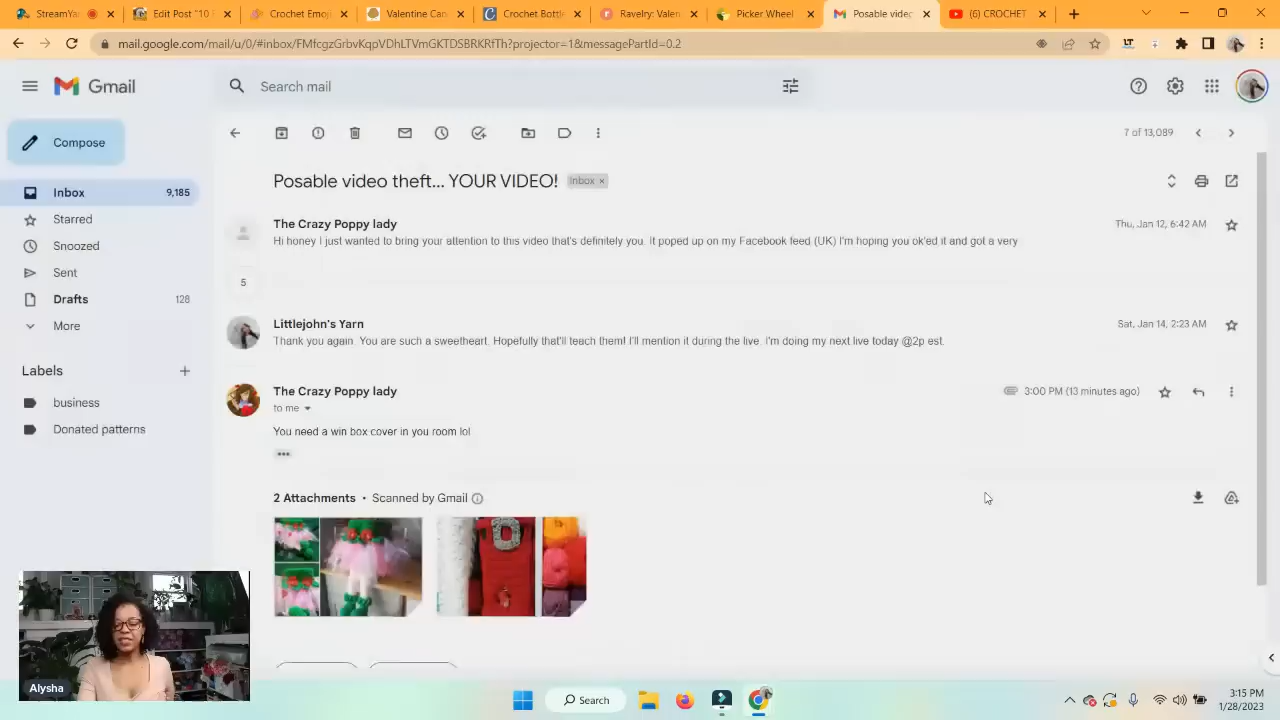 StreamYar
Edit Post "10
Crochet Emoji
Valentine Can
Crochet Bottl
Ravelry: Valen
Picker Wheel
Posable video
(6) CROCHET
mail.google.com/mail/u/0/#inbox/FMfcgzGrbvKqpVDhLTVmGKTDSBRKRfTh?projector=1&messagePartId=0.2
Gmail
Search mail
Compose
7 of 13,089
Posable video theft... YOUR VIDEO!
Inbox ×
Inbox 9,185
Starred
Snoozed
Sent
Drafts 128
More
Labels
business
Donated patterns
The Crazy Poppy lady
Thu, Jan 12, 6:42 AM
Hi honey I just wanted to bring your attention to this video that's definitely you. It poped up on my Facebook feed (UK) I'm hoping you ok'ed it and got a very
5
Littlejohn's Yarn
Sat, Jan 14, 2:23 AM
Thank you again. You are such a sweetheart. Hopefully that'll teach them! I'll mention it during the live. I'm doing my next live today @2p est.
The Crazy Poppy lady
3:00 PM (13 minutes ago)
to me
You need a win box cover in you room lol
2 Attachments • Scanned by Gmail
Alysha
Search
3:15 PM
1/28/2023